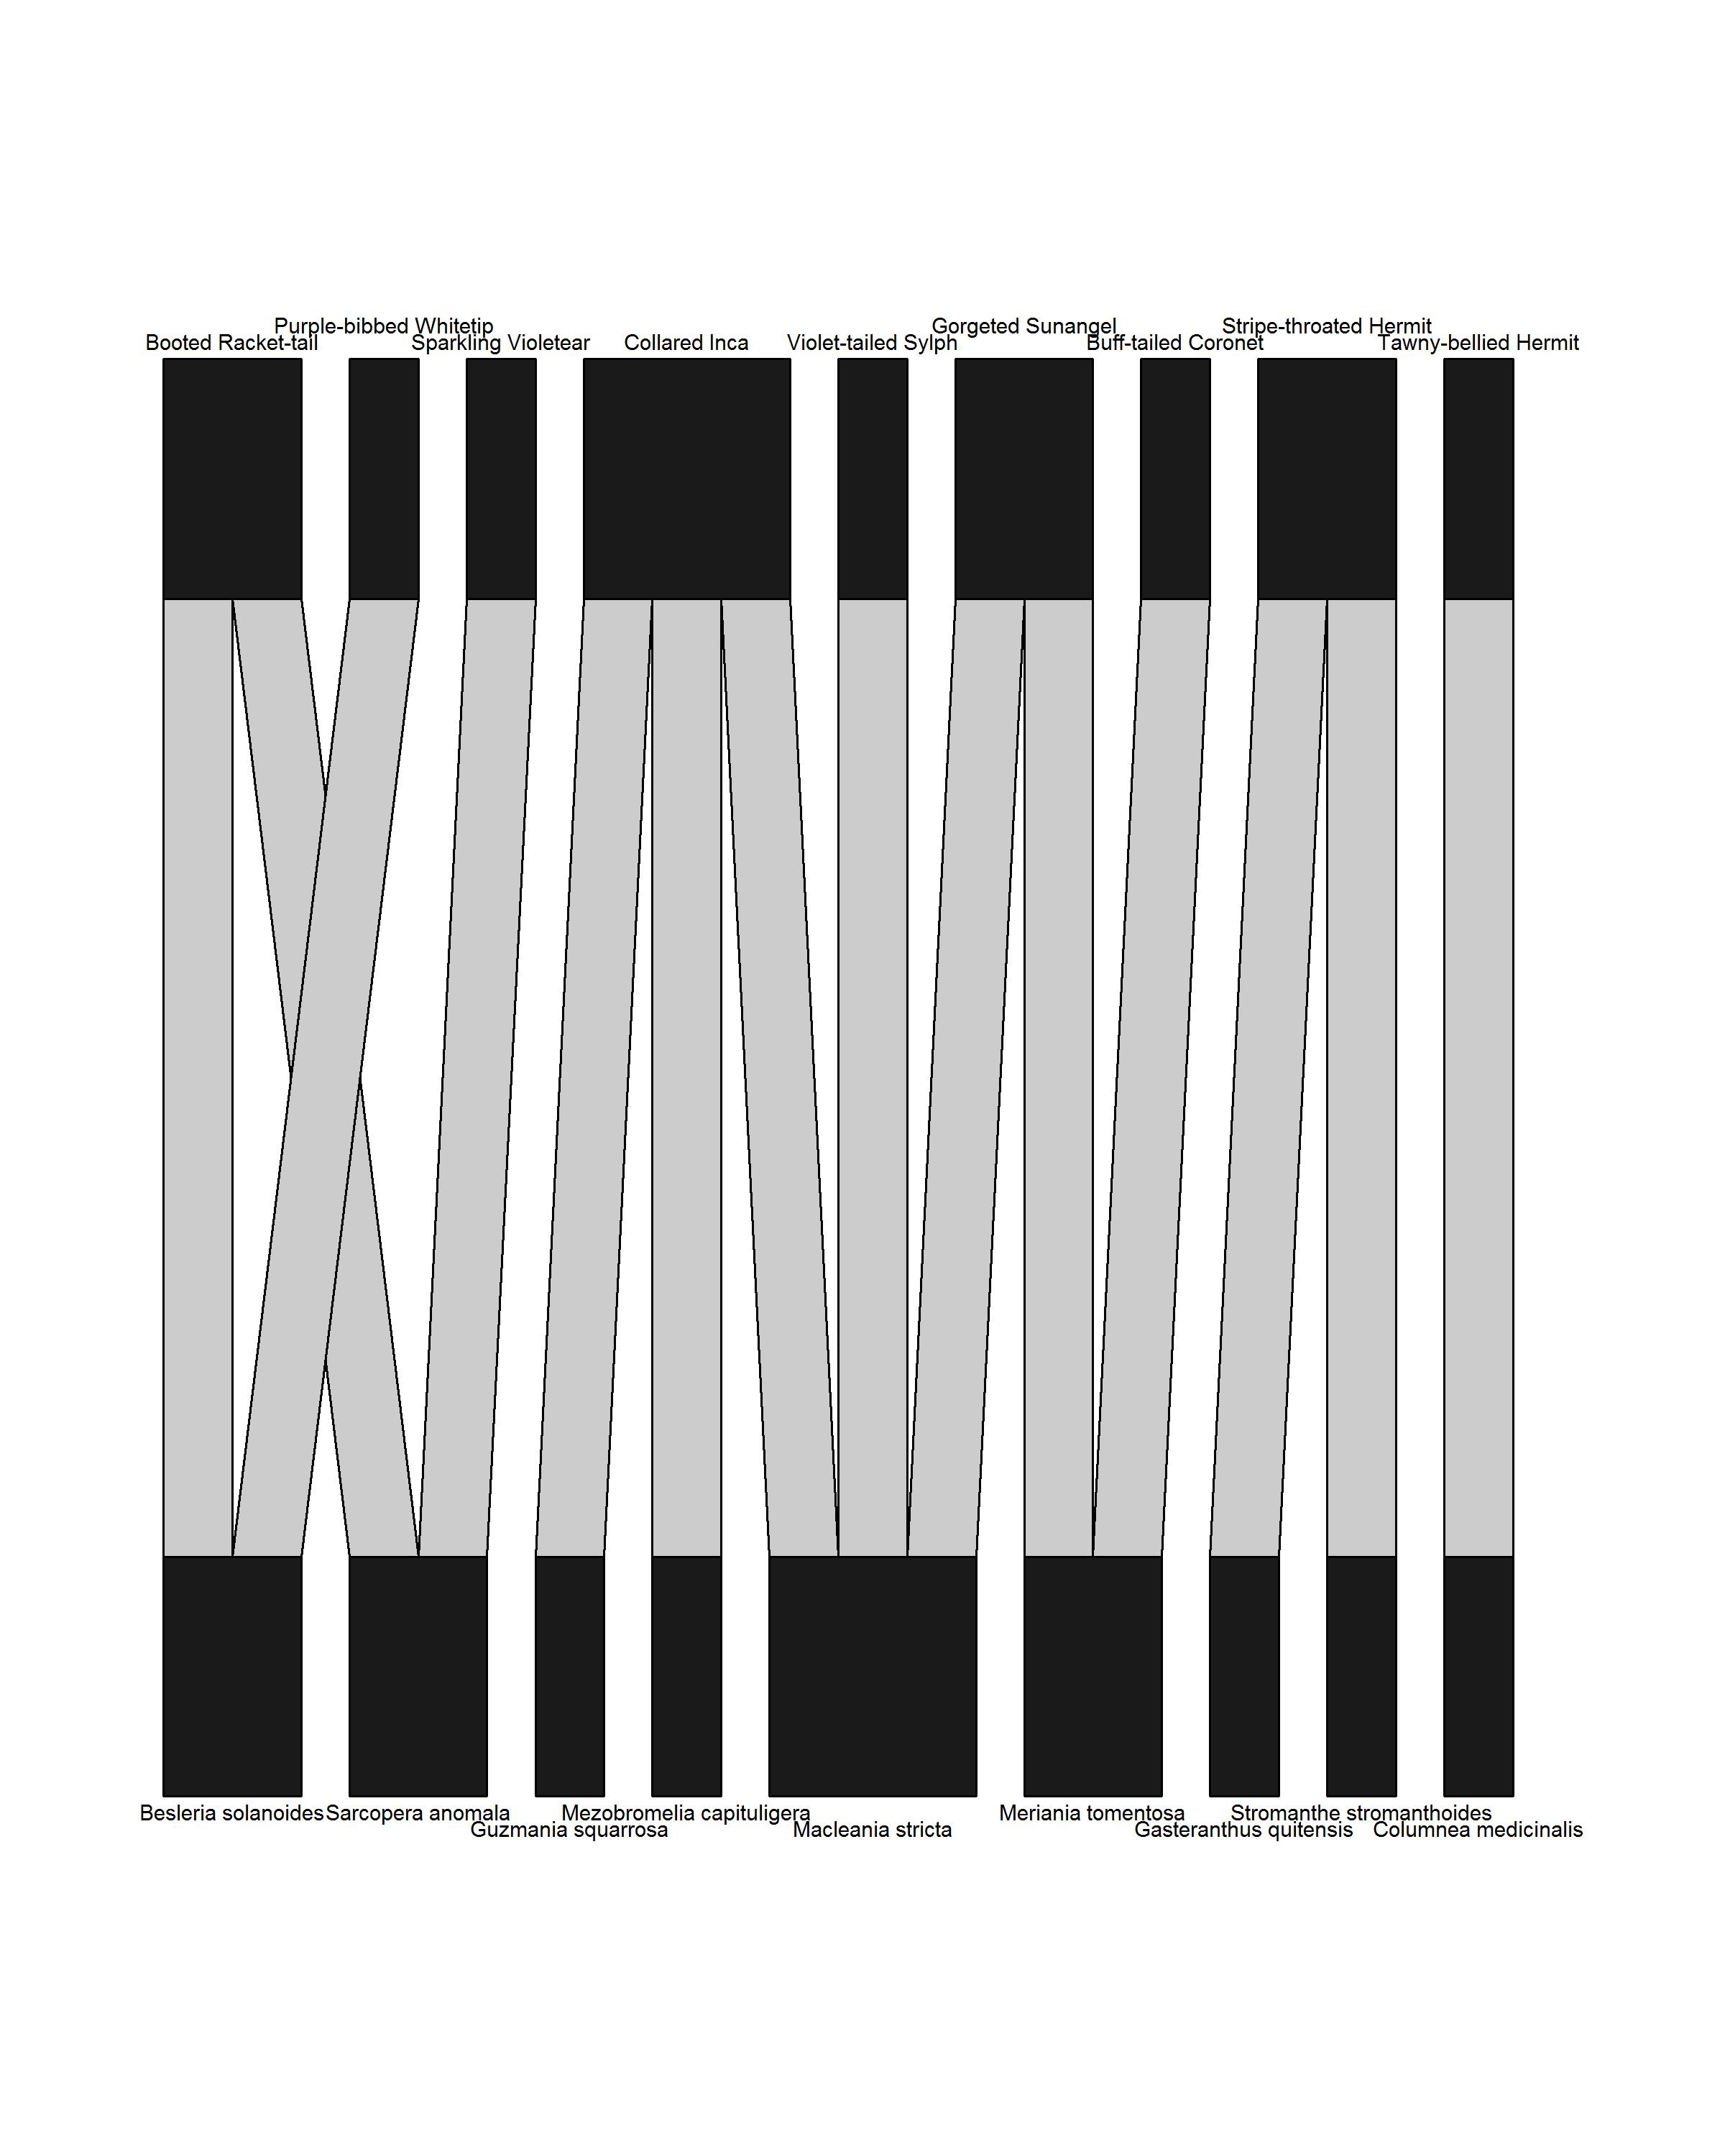 Purple-bibbed Whitetip Gorgeted Sunangel Stripe-throated Hermit
Booted Racket-tail Sparkling Violetear Collared Inca Violet-tailed Sylph Buff-tailed Coronet Tawny-bellied Hermit
Besleria solanoides Sarcopera anomala Mezobromelia capituligera Meriania tomentosa Stromanthe stromanthoides
Guzmania squarrosa Macleania stricta Gasteranthus quitensis Columnea medicinalis